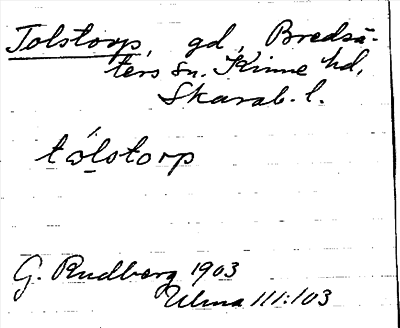 Tolstorp, gd, Bredsä-
ters sn. Kinne hd,
Skarab. l.
tólstorp
G. Rudberg 1903
Ulma 111:103